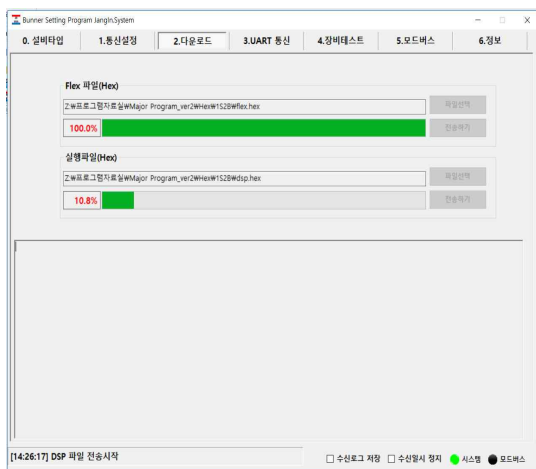 Bunner Setting Program JangIn.System
0. 설비타입 1.통신설정 2.다운로드 3.UART 통신 4.장비테스트 5.모드버스 6.정보
Flex 파일(Hex)
Z:₩프로그램자료실₩Major Program_ver2₩Hex₩1S2B₩flex.hex 파일선택
100.0% 전송하기
실행파일(Hex)
Z:₩프로그램자료실₩Major Program_ver2₩Hex₩1S2B₩dsp.hex 파일선택
10.8% 전송하기
[14:26:17] DSP 파일 전송시작 수신로그 저장 수신일시 정지 시스템 모드버스